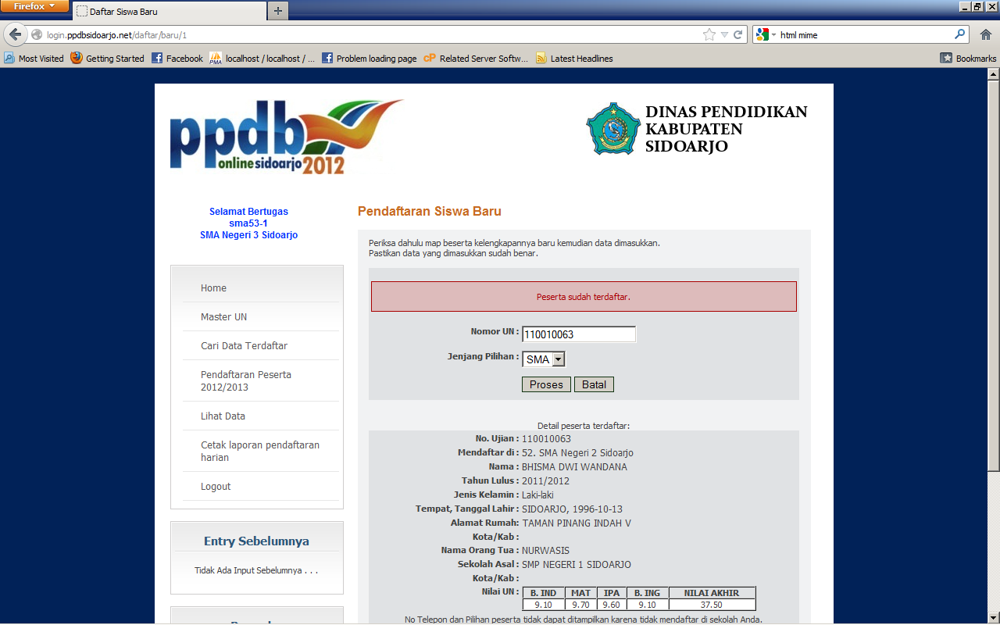 Firefox
Daftar Siswa Baru
login.ppdbsidoarjo.net/daftar/baru/1
html mime
Most Visited
Getting Started
Facebook
localhost / localhost / ...
Problem loading page
cP Related Server Softw...
Latest Headlines
Bookmarks
ppdb
online sidoarjo 2012
DINAS PENDIDIKAN
KABUPATEN
SIDOARJO
Selamat Bertugas
sma53-1
SMA Negeri 3 Sidoarjo
Home
Master UN
Cari Data Terdaftar
Pendaftaran Peserta
2012/2013
Lihat Data
Cetak laporan pendaftaran
harian
Logout
Entry Sebelumnya
Tidak Ada Input Sebelumnya . . .
Pendaftaran Siswa Baru
Periksa dahulu map beserta kelengkapannya baru kemudian data dimasukkan.
Pastikan data yang dimasukkan sudah benar.
Peserta sudah terdaftar.
Nomor UN : 110010063
Jenjang Pilihan : SMA
Proses Batal
Detail peserta terdaftar:
No. Ujian : 110010063
Mendaftar di : 52. SMA Negeri 2 Sidoarjo
Nama : BHISMA DWI WANDANA
Tahun Lulus : 2011/2012
Jenis Kelamin : Laki-laki
Tempat, Tanggal Lahir : SIDOARJO, 1996-10-13
Alamat Rumah: TAMAN PINANG INDAH V
Kota/Kab :
Nama Orang Tua : NURWASIS
Sekolah Asal : SMP NEGERI 1 SIDOARJO
Kota/Kab :
Nilai UN : B. IND MAT IPA B. ING NILAI AKHIR
9.10 9.70 9.60 9.10 37.50
No Telepon dan Pilihan peserta tidak dapat ditampilkan karena tidak mendaftar di sekolah Anda.